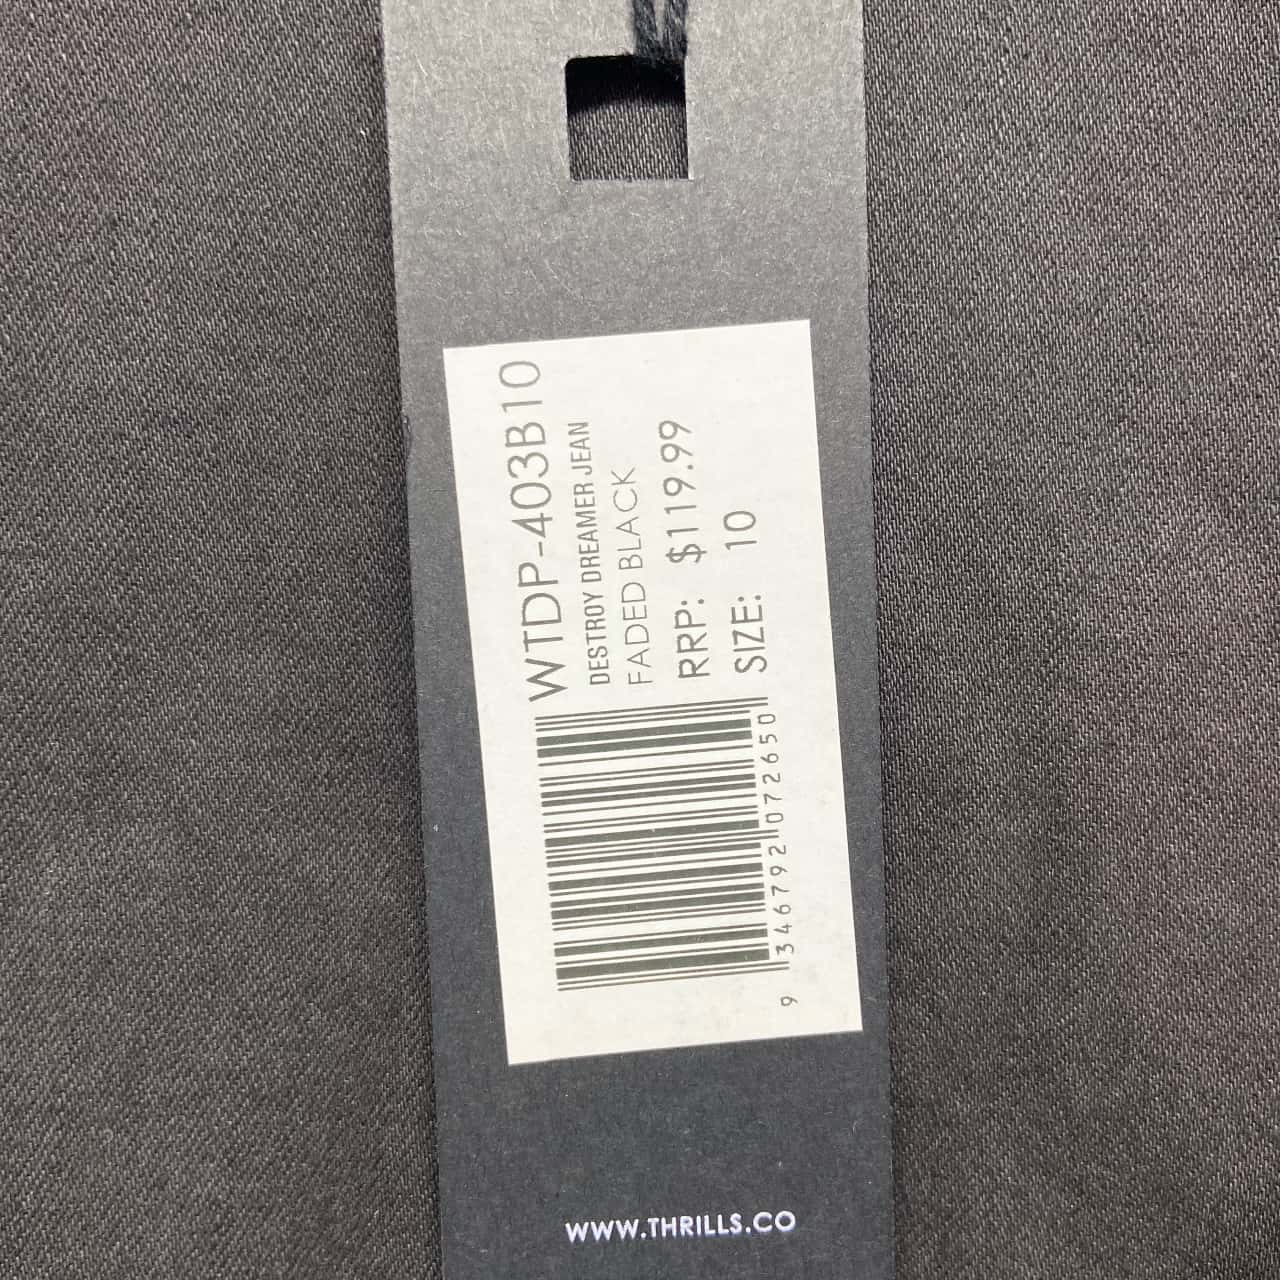 WTDP-403B10
DESTROY DREAMER JEAN
FADED BLACK
RRP: $119.99
SIZE: 10
9 346792 072650
WWW.THRILLS.CO